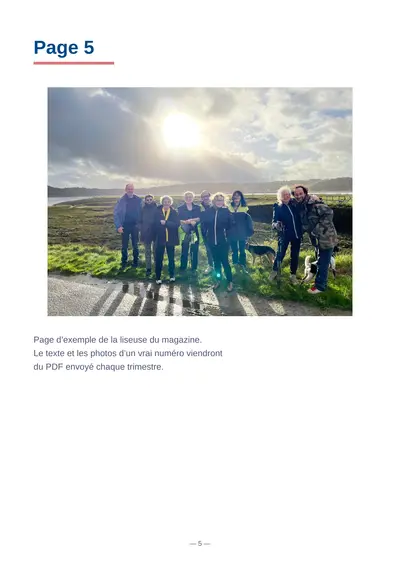 Page 5
Page d'exemple de la liseuse du magazine.
Le texte et les photos d'un vrai numéro viendront
du PDF envoyé chaque trimestre.
— 5 —